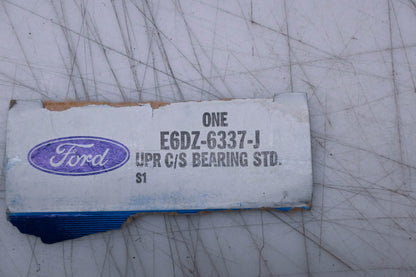 ONE
Ford
E6DZ-6337-J
UPR C/S BEARING STD.
S1